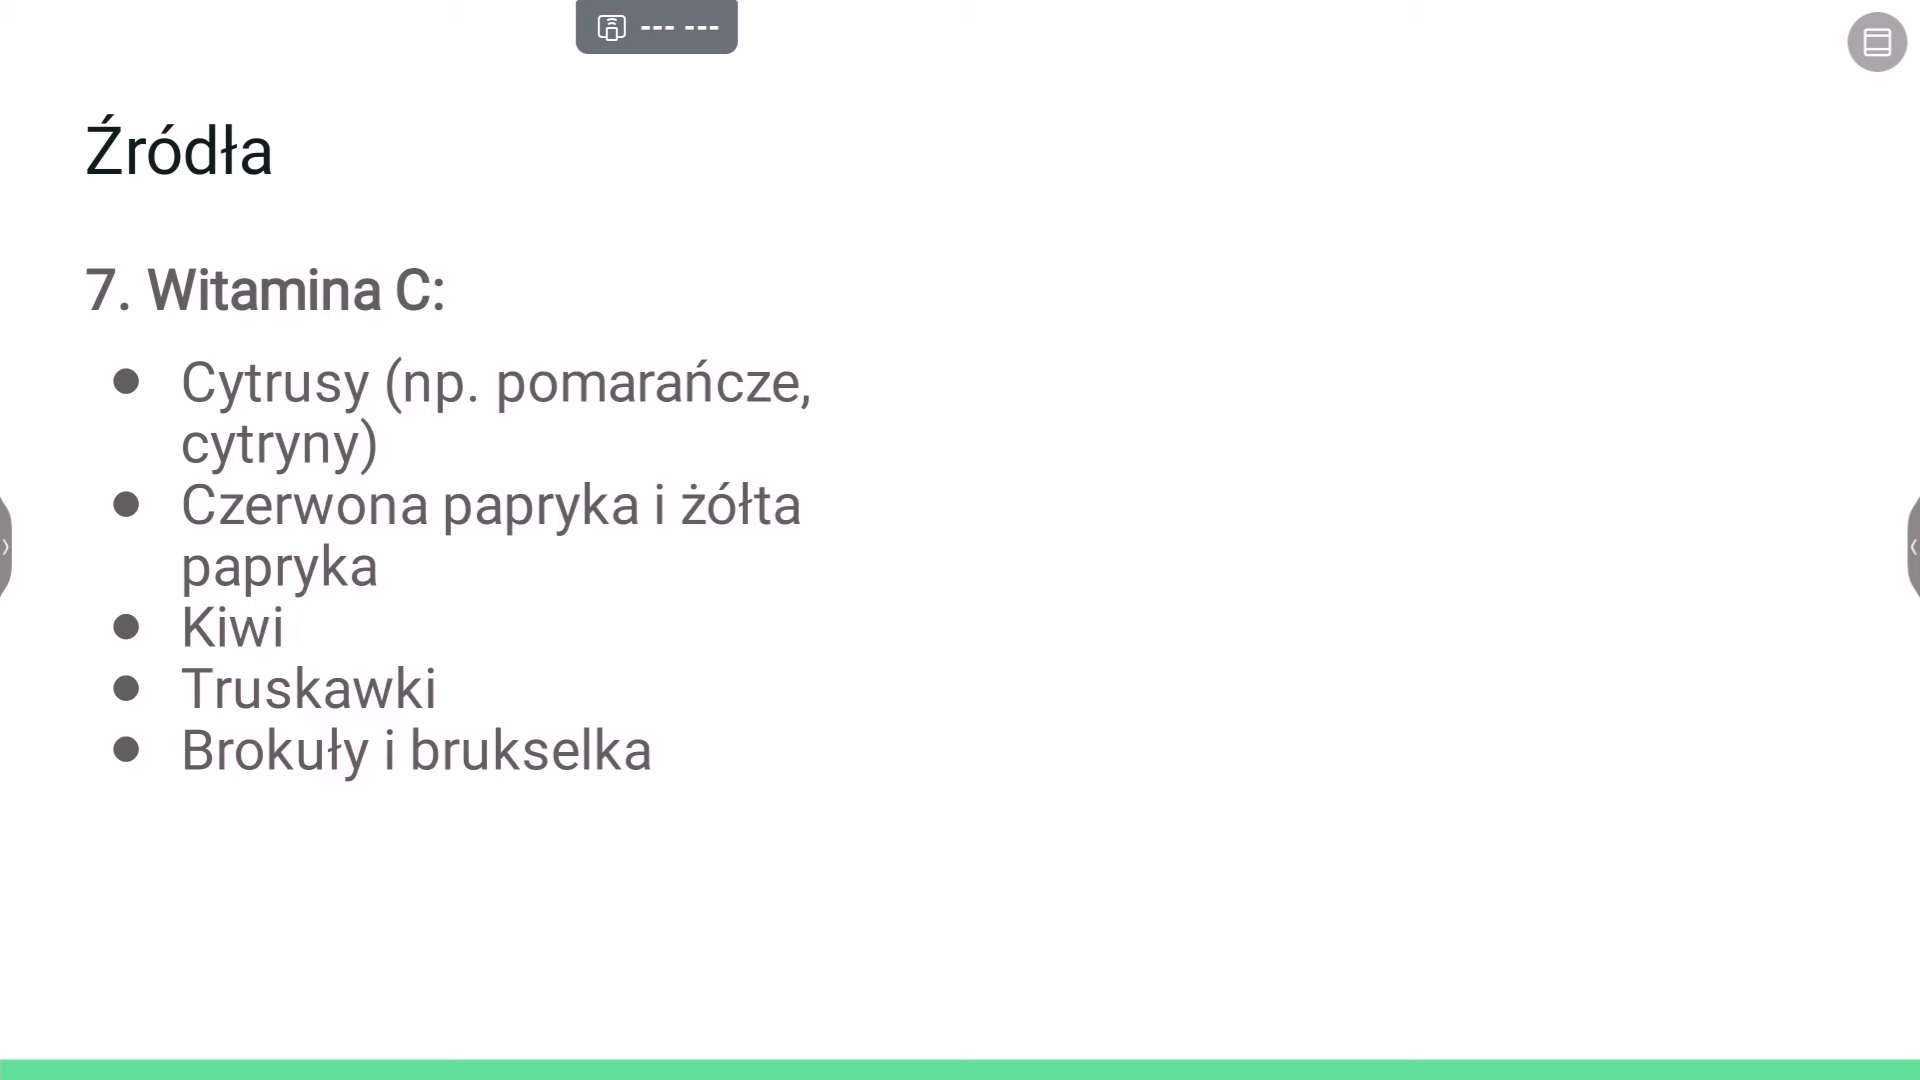 --- ---
Źródła
7. Witamina C:
● Cytrusy (np. pomarańcze,
cytryny)
● Czerwona papryka i żółta
papryka
● Kiwi
● Truskawki
● Brokuły i brukselka